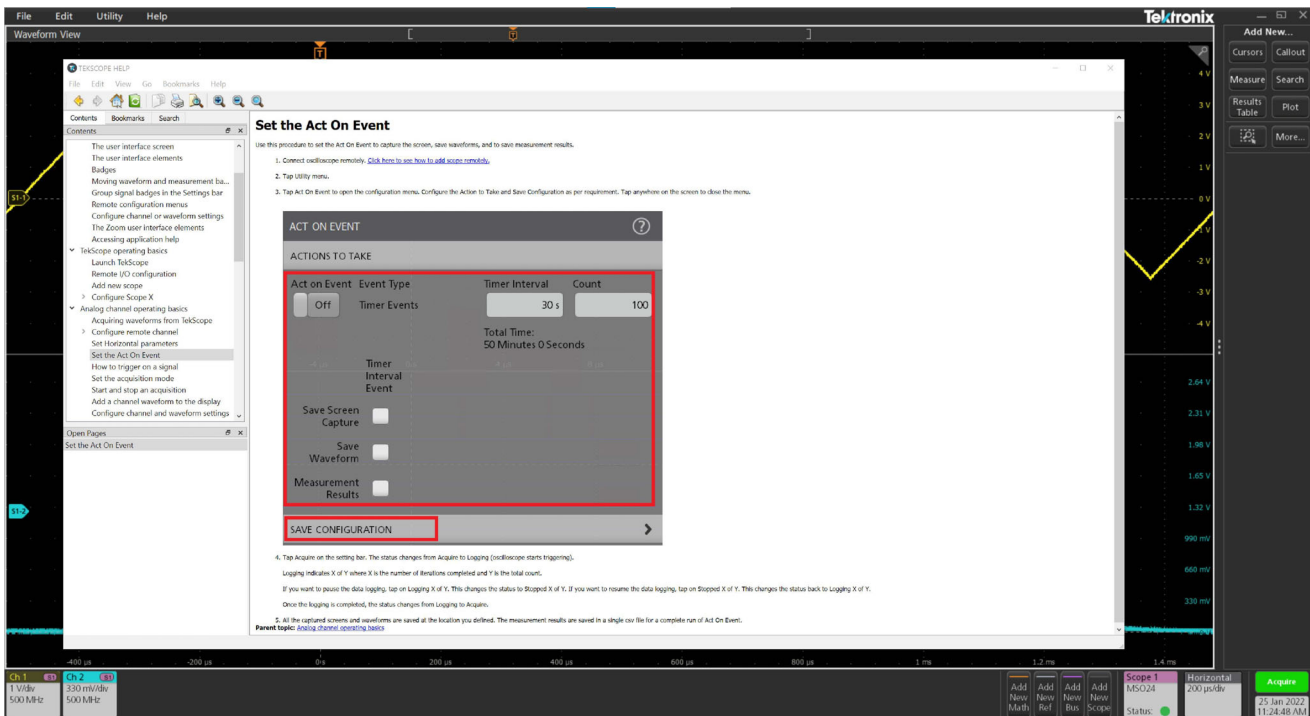 File Edit Utility Help
Tektronix
Waveform View
Add New...
Cursors Callout
Measure Search
Results Table Plot
More...
TEKSCOPE HELP
File Edit View Go Bookmarks Help
Contents Bookmarks Search
Contents
The user interface screen
The user interface elements
Badges
Moving waveform and measurement ba...
Group signal badges in the Settings bar
Remote configuration menus
Configure channel or waveform settings
The Zoom user interface elements
Accessing application help
TekScope operating basics
Launch TekScope
Remote I/O configuration
Add new scope
Configure Scope X
Analog channel operating basics
Acquiring waveforms from TekScope
Configure remote channel
Set Horizontal parameters
Set the Act On Event
How to trigger on a signal
Set the acquisition mode
Start and stop an acquisition
Add a channel waveform to the display
Configure channel and waveform settings
Open Pages
Set the Act On Event
Set the Act On Event
Use this procedure to set the Act On Event to capture the screen, save waveforms, and to save measurement results.
1. Connect oscilloscope remotely. Click here to see how to add scope remotely.
2. Tap Utility menu.
3. Tap Act On Event to open the configuration menu. Configure the Action to Take and Save Configuration as per requirement. Tap anywhere on the screen to close the menu.
ACT ON EVENT
ACTIONS TO TAKE
Act on Event Event Type Timer Interval Count
Off Timer Events 30 s 100
Total Time:
50 Minutes 0 Seconds
Timer
Interval
Event
Save Screen
Capture
Save
Waveform
Measurement
Results
SAVE CONFIGURATION
4. Tap Acquire on the setting bar. The status changes from Acquire to Logging (oscilloscope starts triggering).
Logging indicates X of Y where X is the number of iterations completed and Y is the total count.
If you want to pause the data logging, tap on Logging X of Y. This changes the status to Stopped X of Y. If you want to resume the data logging, tap on Stopped X of Y. This changes the status back to Logging X of Y.
Once the logging is completed, the status changes from Logging to Acquire.
5. All the captured screens and waveforms are saved at the location you defined. The measurement results are saved in a single csv file for a complete run of Act On Event.
Parent topic: Analog channel operating basics
4 V
3 V
2 V
1 V
0 V
-1 V
-2 V
-3 V
-4 V
2.64 V
2.31 V
1.98 V
1.65 V
1.32 V
990 mV
660 mV
330 mV
S1-1
S1-2
-400 µs -200 µs 0 s 200 µs 400 µs 600 µs 800 µs 1 ms 1.2 ms 1.4 ms
Ch 1 S1
1 V/div
500 MHz
Ch 2 S1
330 mV/div
500 MHz
Add New Math
Add New Ref
Add New Bus
Add New Scope
Scope 1
MSO24
Status:
Horizontal
200 µs/div
Acquire
25 Jan 2022
11:24:48 AM